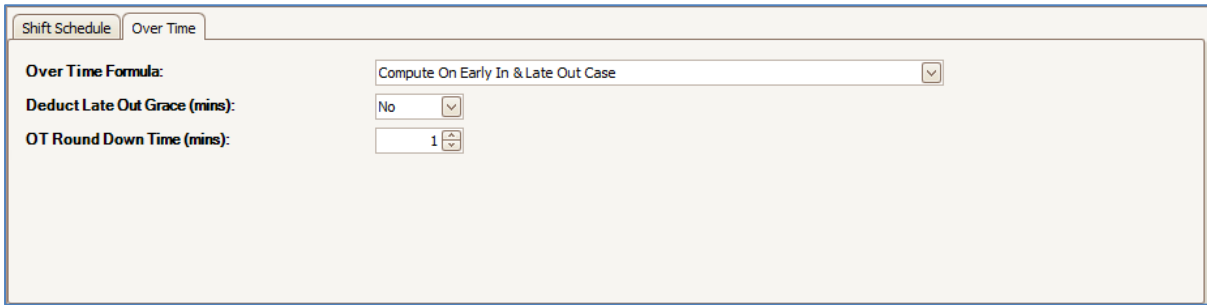 Shift Schedule Over Time
Over Time Formula: Compute On Early In & Late Out Case
Deduct Late Out Grace (mins): No
OT Round Down Time (mins): 1